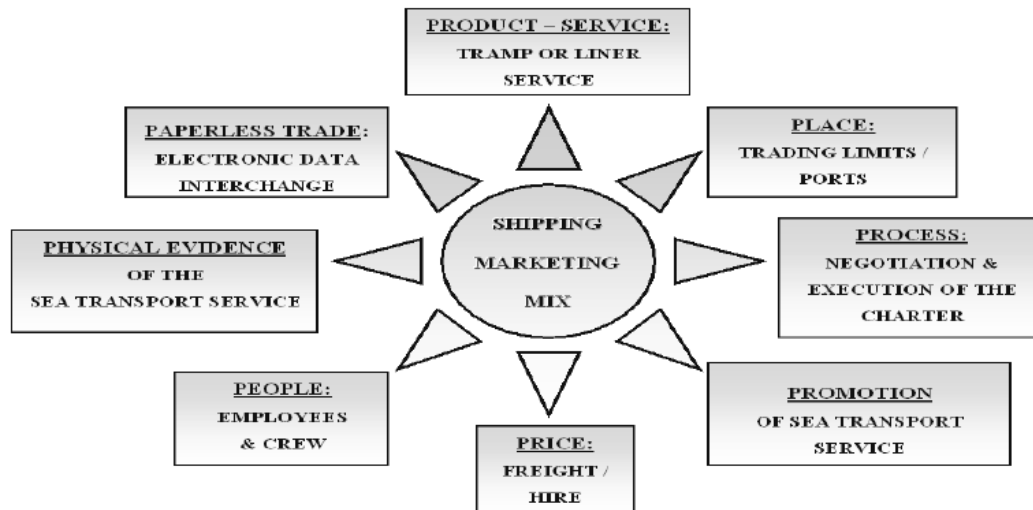 PRODUCT – SERVICE:
TRAMP OR LINER
SERVICE
PAPERLESS TRADE:
ELECTRONIC DATA
INTERCHANGE
PLACE:
TRADING LIMITS /
PORTS
SHIPPING
MARKETING
MIX
PHYSICAL EVIDENCE
OF THE
SEA TRANSPORT SERVICE
PROCESS:
NEGOTIATION &
EXECUTION OF THE
CHARTER
PEOPLE:
EMPLOYEES
& CREW
PRICE:
FREIGHT /
HIRE
PROMOTION
OF SEA TRANSPORT
SERVICE